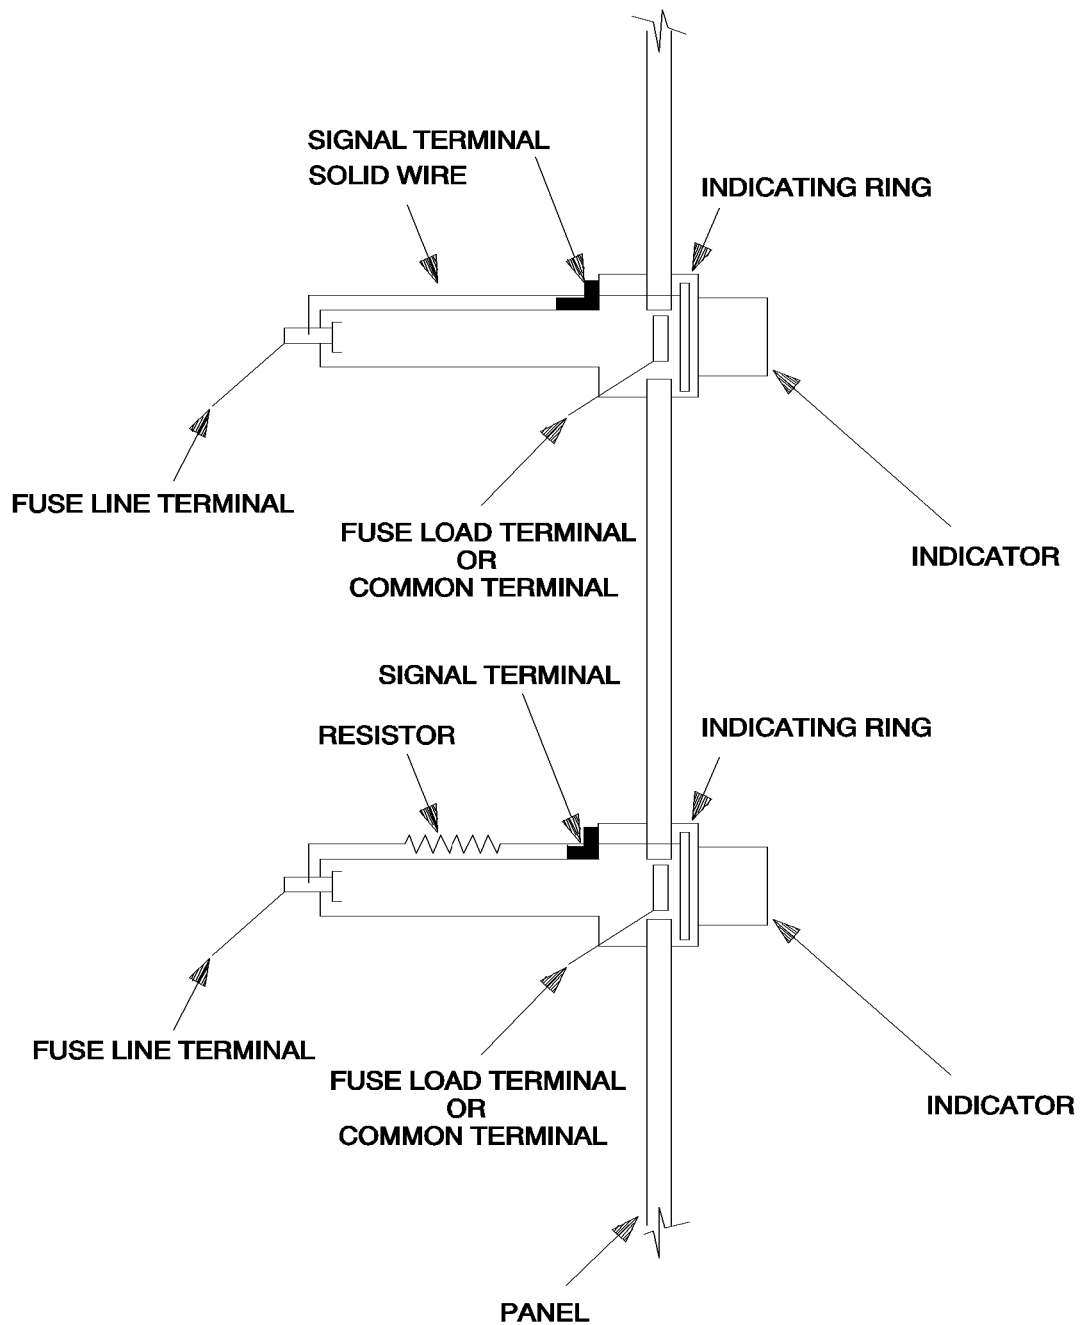 SIGNAL TERMINAL
SOLID WIRE
INDICATING RING
FUSE LINE TERMINAL
FUSE LOAD TERMINAL
OR
COMMON TERMINAL
INDICATOR
SIGNAL TERMINAL
RESISTOR
INDICATING RING
FUSE LINE TERMINAL
FUSE LOAD TERMINAL
OR
COMMON TERMINAL
INDICATOR
PANEL